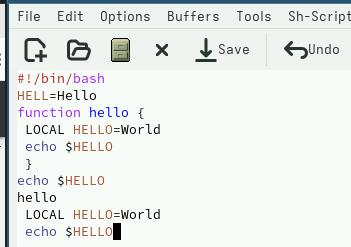 File Edit Options Buffers Tools Sh-Script
Save Undo
#!/bin/bash
HELL=Hello
function hello {
 LOCAL HELLO=World
 echo $HELLO
 }
echo $HELLO
hello
 LOCAL HELLO=World
 echo $HELLO